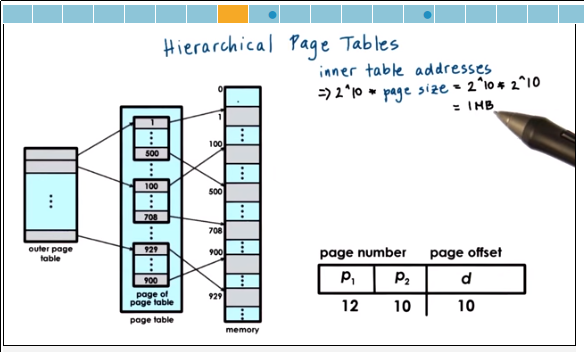 Hierarchical Page Tables
inner table addresses
=> 2^10 * page size = 2^10 * 2^10
= 1MB
0
1
100
500
708
900
929
memory
1
500
100
708
929
900
page of
page table
page table
outer page
table
page number page offset
P1 P2 d
12 10 10